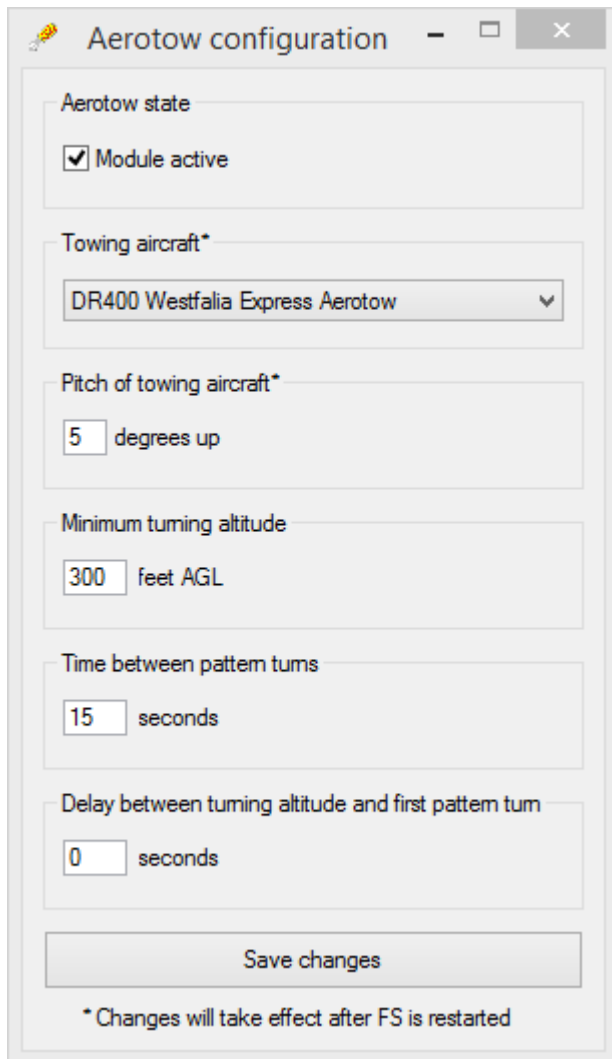 Aerotow configuration
Aerotow state
Module active
Towing aircraft*
DR400 Westfalia Express Aerotow
Pitch of towing aircraft*
5 degrees up
Minimum turning altitude
300 feet AGL
Time between pattern turns
15 seconds
Delay between turning altitude and first pattern turn
0 seconds
Save changes
* Changes will take effect after FS is restarted